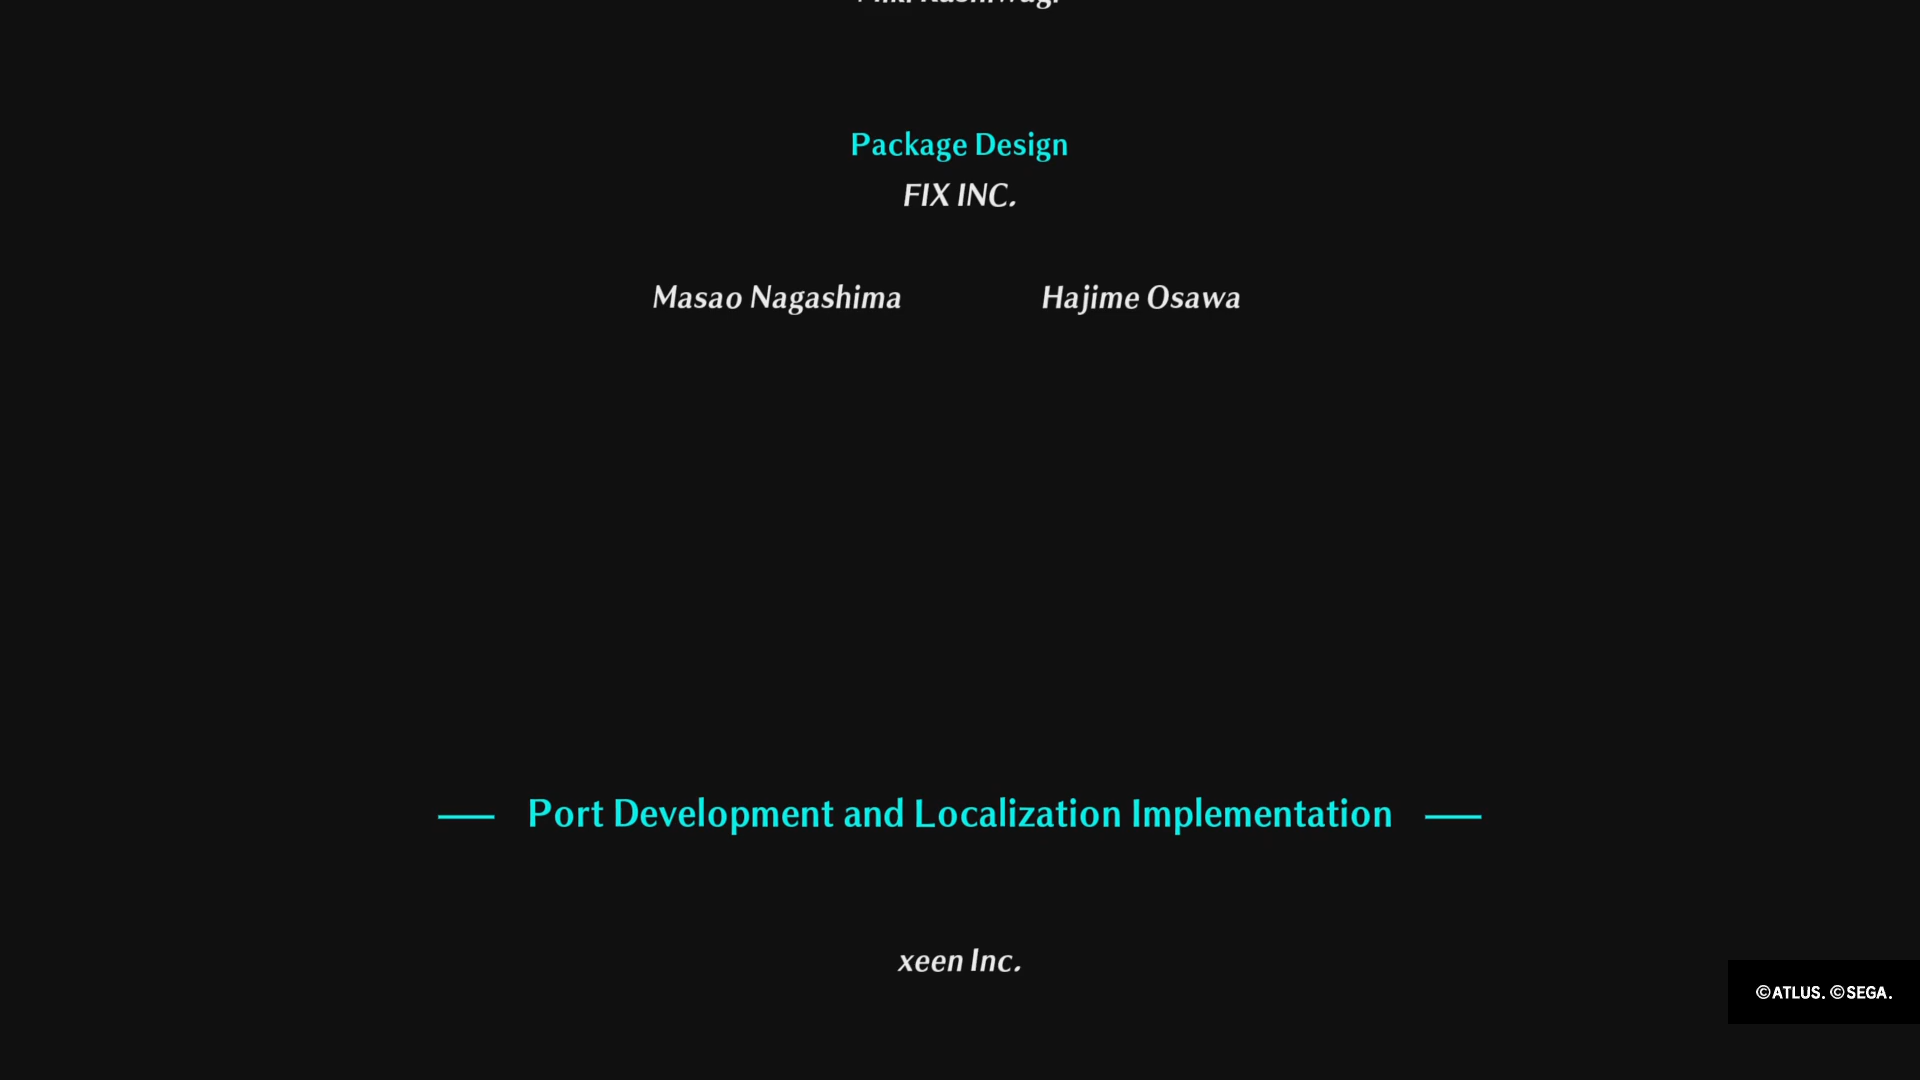 Package Design
FIX INC.
Masao Nagashima Hajime Osawa
Port Development and Localization Implementation
xeen Inc.
©ATLUS. ©SEGA.